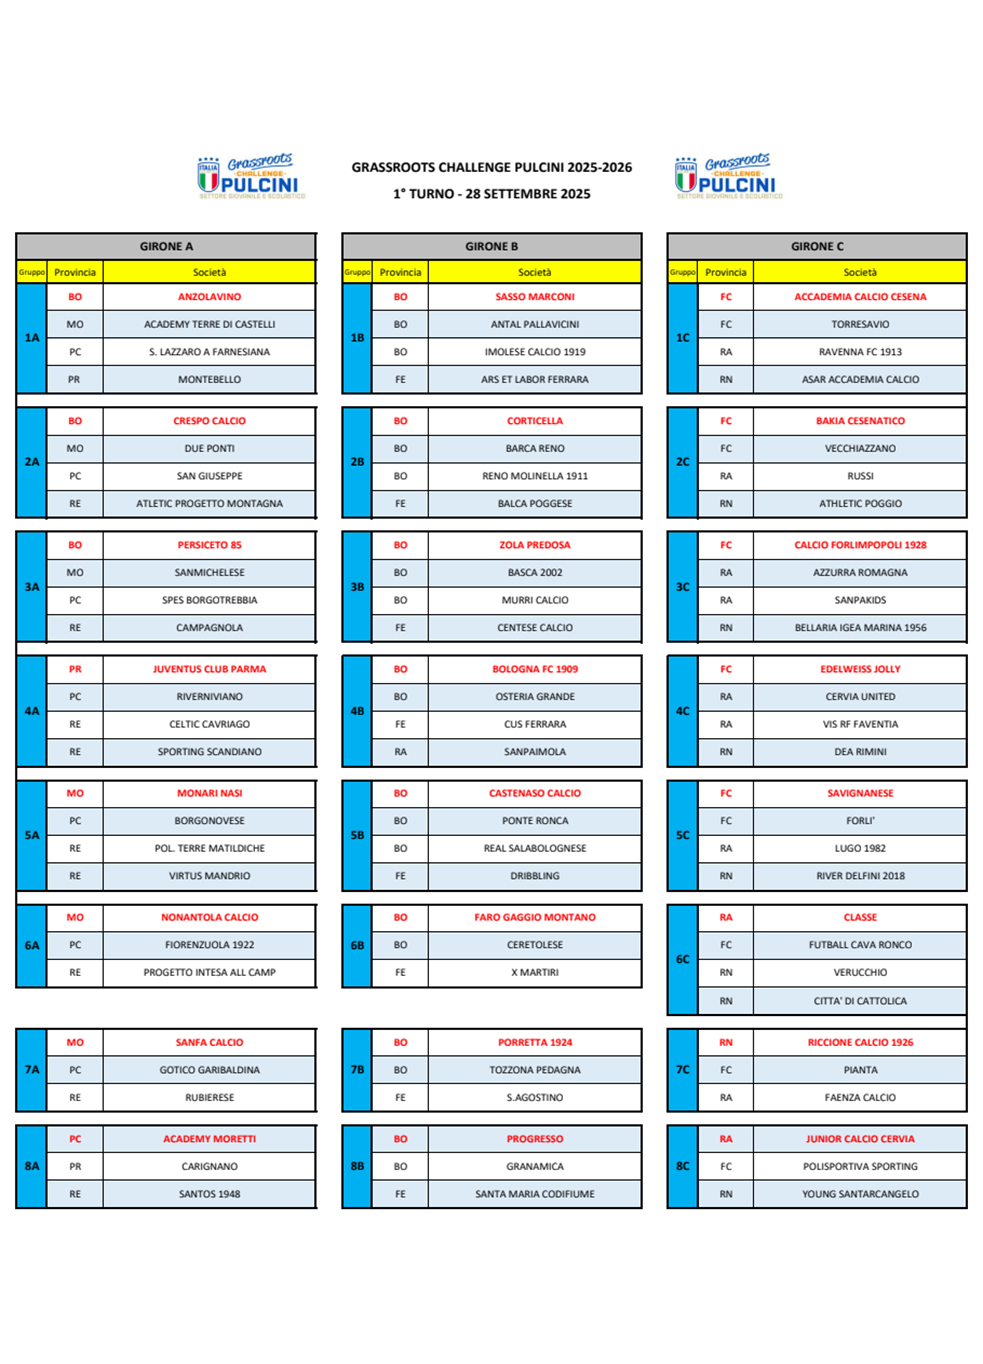 ITALIA Grassroots CHALLENGE PULCINI SETTORE GIOVANILE E SCOLASTICO
GRASSROOTS CHALLENGE PULCINI 2025-2026
1° TURNO - 28 SETTEMBRE 2025
ITALIA Grassroots CHALLENGE PULCINI SETTORE GIOVANILE E SCOLASTICO
GIRONE A
Gruppo Provincia Società
1A
BO ANZOLAVINO
MO ACADEMY TERRE DI CASTELLI
PC S. LAZZARO A FARNESIANA
PR MONTEBELLO
2A
BO CRESPO CALCIO
MO DUE PONTI
PC SAN GIUSEPPE
RE ATLETIC PROGETTO MONTAGNA
3A
BO PERSICETO 85
MO SANMICHELESE
PC SPES BORGOTREBBIA
RE CAMPAGNOLA
4A
PR JUVENTUS CLUB PARMA
PC RIVERNIVIANO
RE CELTIC CAVRIAGO
RE SPORTING SCANDIANO
5A
MO MONARI NASI
PC BORGONOVESE
RE POL. TERRE MATILDICHE
RE VIRTUS MANDRIO
6A
MO NONANTOLA CALCIO
PC FIORENZUOLA 1922
RE PROGETTO INTESA ALL CAMP
7A
MO SANFA CALCIO
PC GOTICO GARIBALDINA
RE RUBIERESE
8A
PC ACADEMY MORETTI
PR CARIGNANO
RE SANTOS 1948
GIRONE B
Gruppo Provincia Società
1B
BO SASSO MARCONI
BO ANTAL PALLAVICINI
BO IMOLESE CALCIO 1919
FE ARS ET LABOR FERRARA
2B
BO CORTICELLA
BO BARCA RENO
BO RENO MOLINELLA 1911
FE BALCA POGGESE
3B
BO ZOLA PREDOSA
BO BASCA 2002
BO MURRI CALCIO
FE CENTESE CALCIO
4B
BO BOLOGNA FC 1909
BO OSTERIA GRANDE
FE CUS FERRARA
RA SANPAIMOLA
5B
BO CASTENASO CALCIO
BO PONTE RONCA
BO REAL SALABOLOGNESE
FE DRIBBLING
6B
BO FARO GAGGIO MONTANO
BO CERETOLESE
FE X MARTIRI
7B
BO PORRETTA 1924
BO TOZZONA PEDAGNA
FE S.AGOSTINO
8B
BO PROGRESSO
BO GRANAMICA
FE SANTA MARIA CODIFIUME
GIRONE C
Gruppo Provincia Società
1C
FC ACCADEMIA CALCIO CESENA
FC TORRESAVIO
RA RAVENNA FC 1913
RN ASAR ACCADEMIA CALCIO
2C
FC BAKIA CESENATICO
FC VECCHIAZZANO
RA RUSSI
RN ATHLETIC POGGIO
3C
FC CALCIO FORLIMPOPOLI 1928
RA AZZURRA ROMAGNA
RA SANPAKIDS
RN BELLARIA IGEA MARINA 1956
4C
FC EDELWEISS JOLLY
RA CERVIA UNITED
RA VIS RF FAVENTIA
RN DEA RIMINI
5C
FC SAVIGNANESE
FC FORLI'
RA LUGO 1982
RN RIVER DELFINI 2018
6C
RA CLASSE
FC FUTBALL CAVA RONCO
RN VERUCCHIO
RN CITTA' DI CATTOLICA
7C
RN RICCIONE CALCIO 1926
FC PIANTA
RA FAENZA CALCIO
8C
RA JUNIOR CALCIO CERVIA
FC POLISPORTIVA SPORTING
RN YOUNG SANTARCANGELO